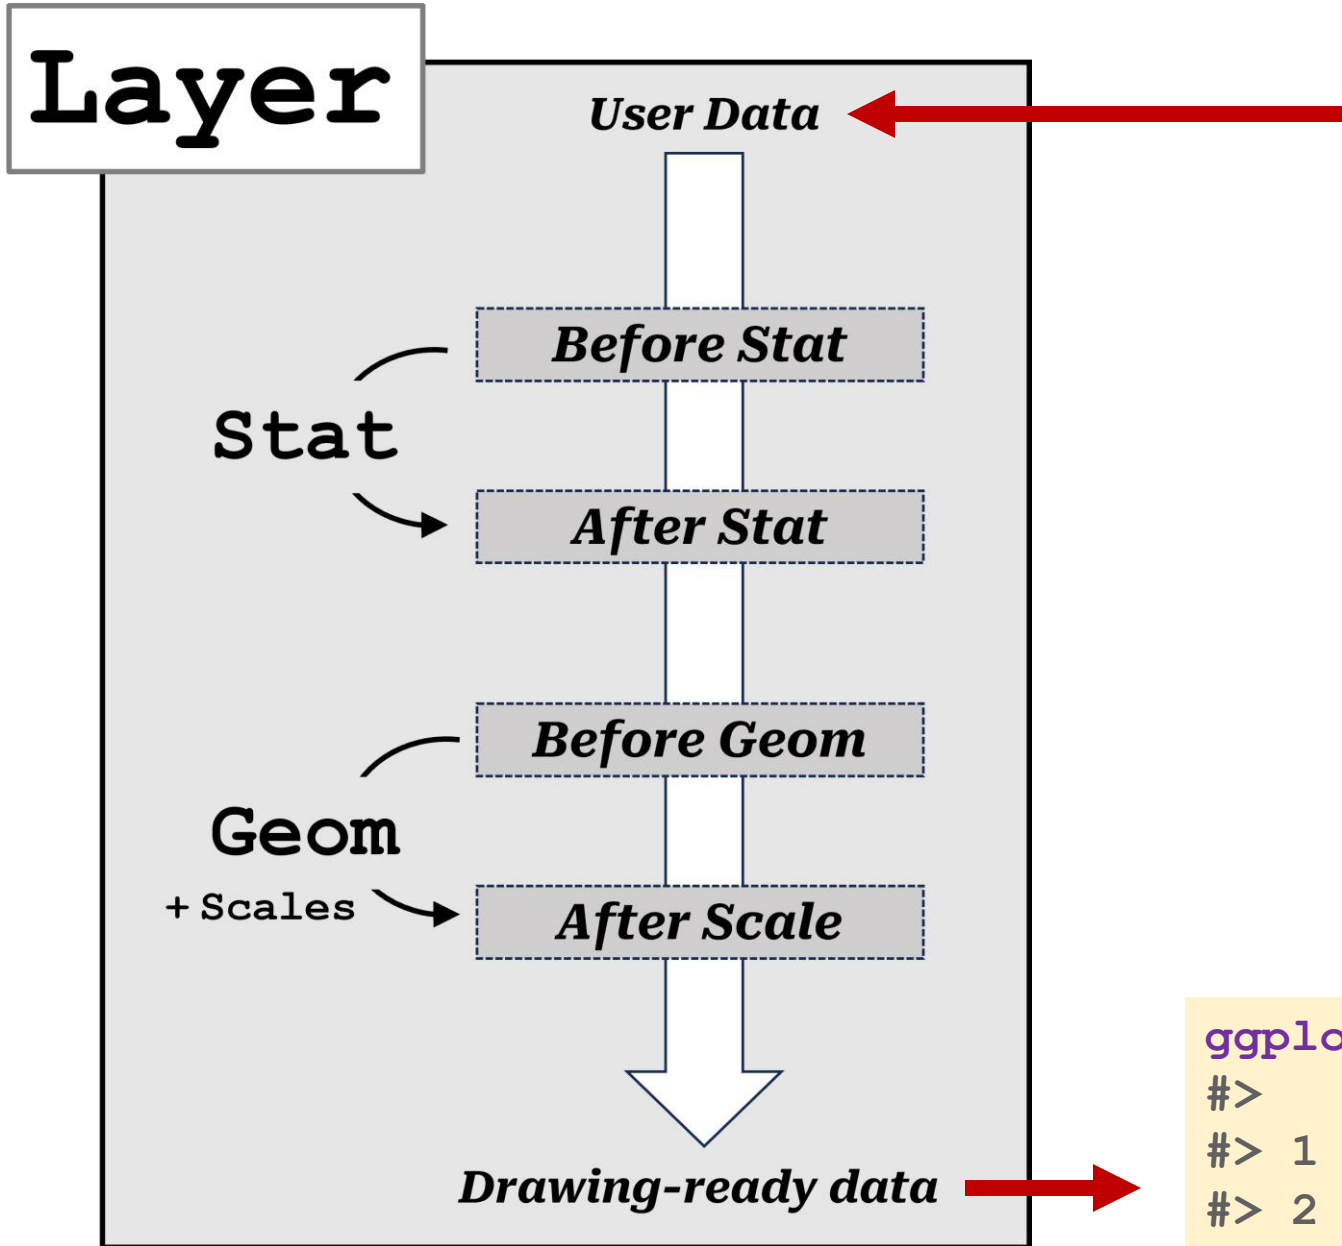 Layer
User Data
Before Stat
Stat
After Stat
Before Geom
Geom
+ Scales
After Scale
Drawing-ready data
ggplo
#>
#> 1
#> 2